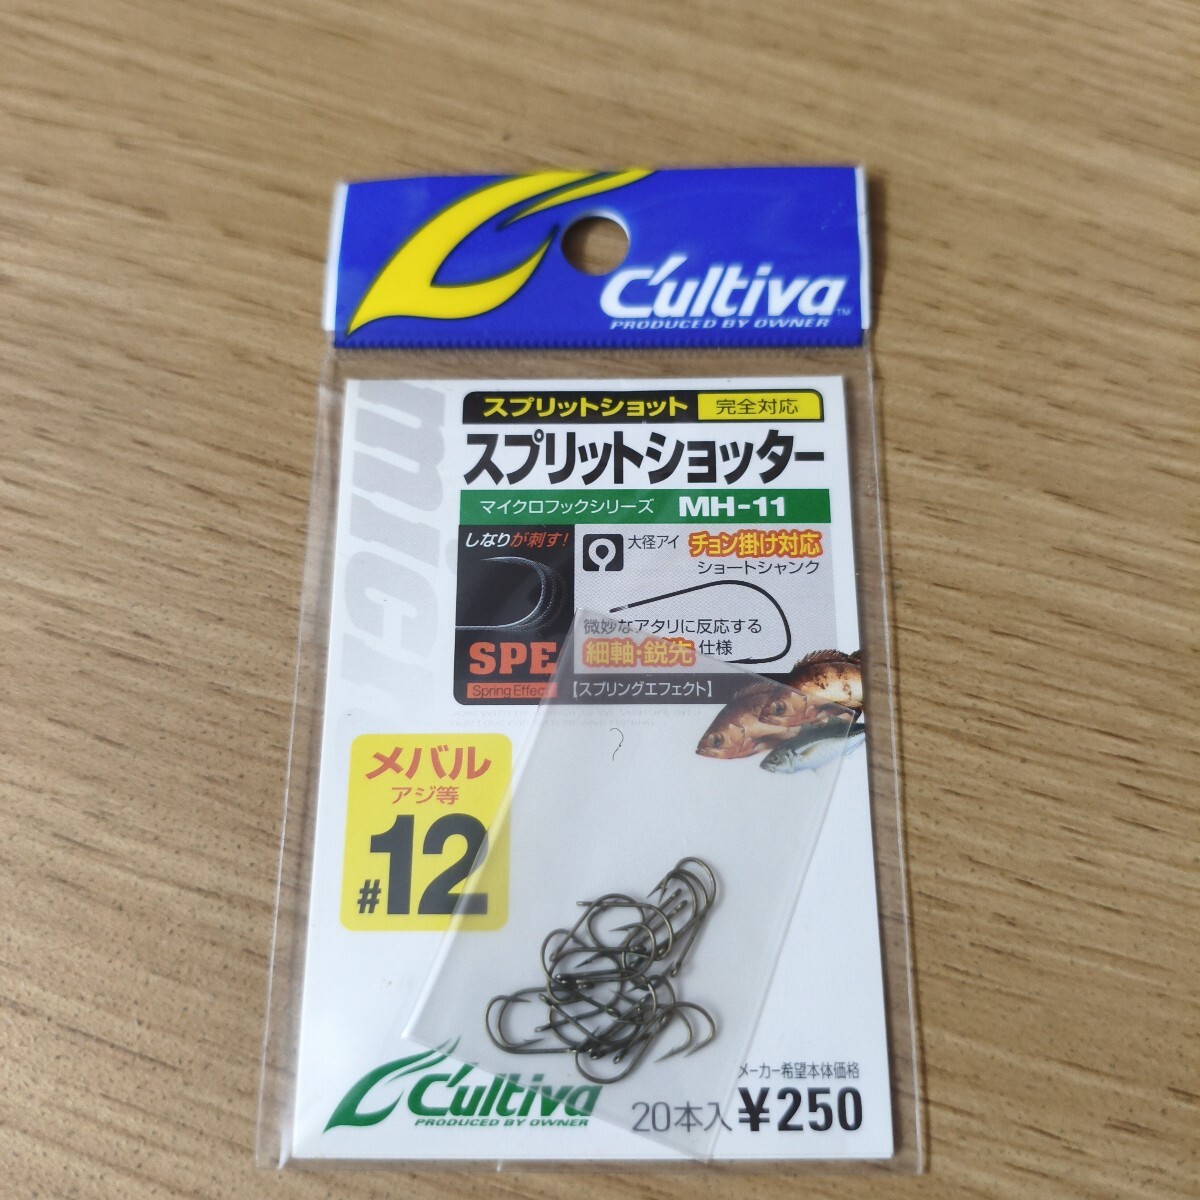 C'ultiva™
PRODUCED BY OWNER
スプリットショット 完全対応
スプリットショッター
マイクロフックシリーズ MH-11
しなりが刺す!
大径アイ チョン掛け対応
ショートシャンク
微妙なアタリに反応する
細軸・鋭先 仕様
SPE
Spring Effect
【スプリングエフェクト】
メバル
アジ等
#12
C'ultiva
PRODUCED BY OWNER
メーカー希望本体価格
20本入 ¥250